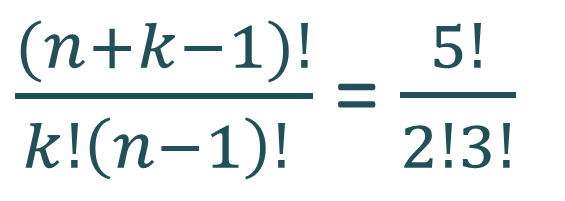 (n+k−1)! / k!(n−1)! = 5! / 2!3!